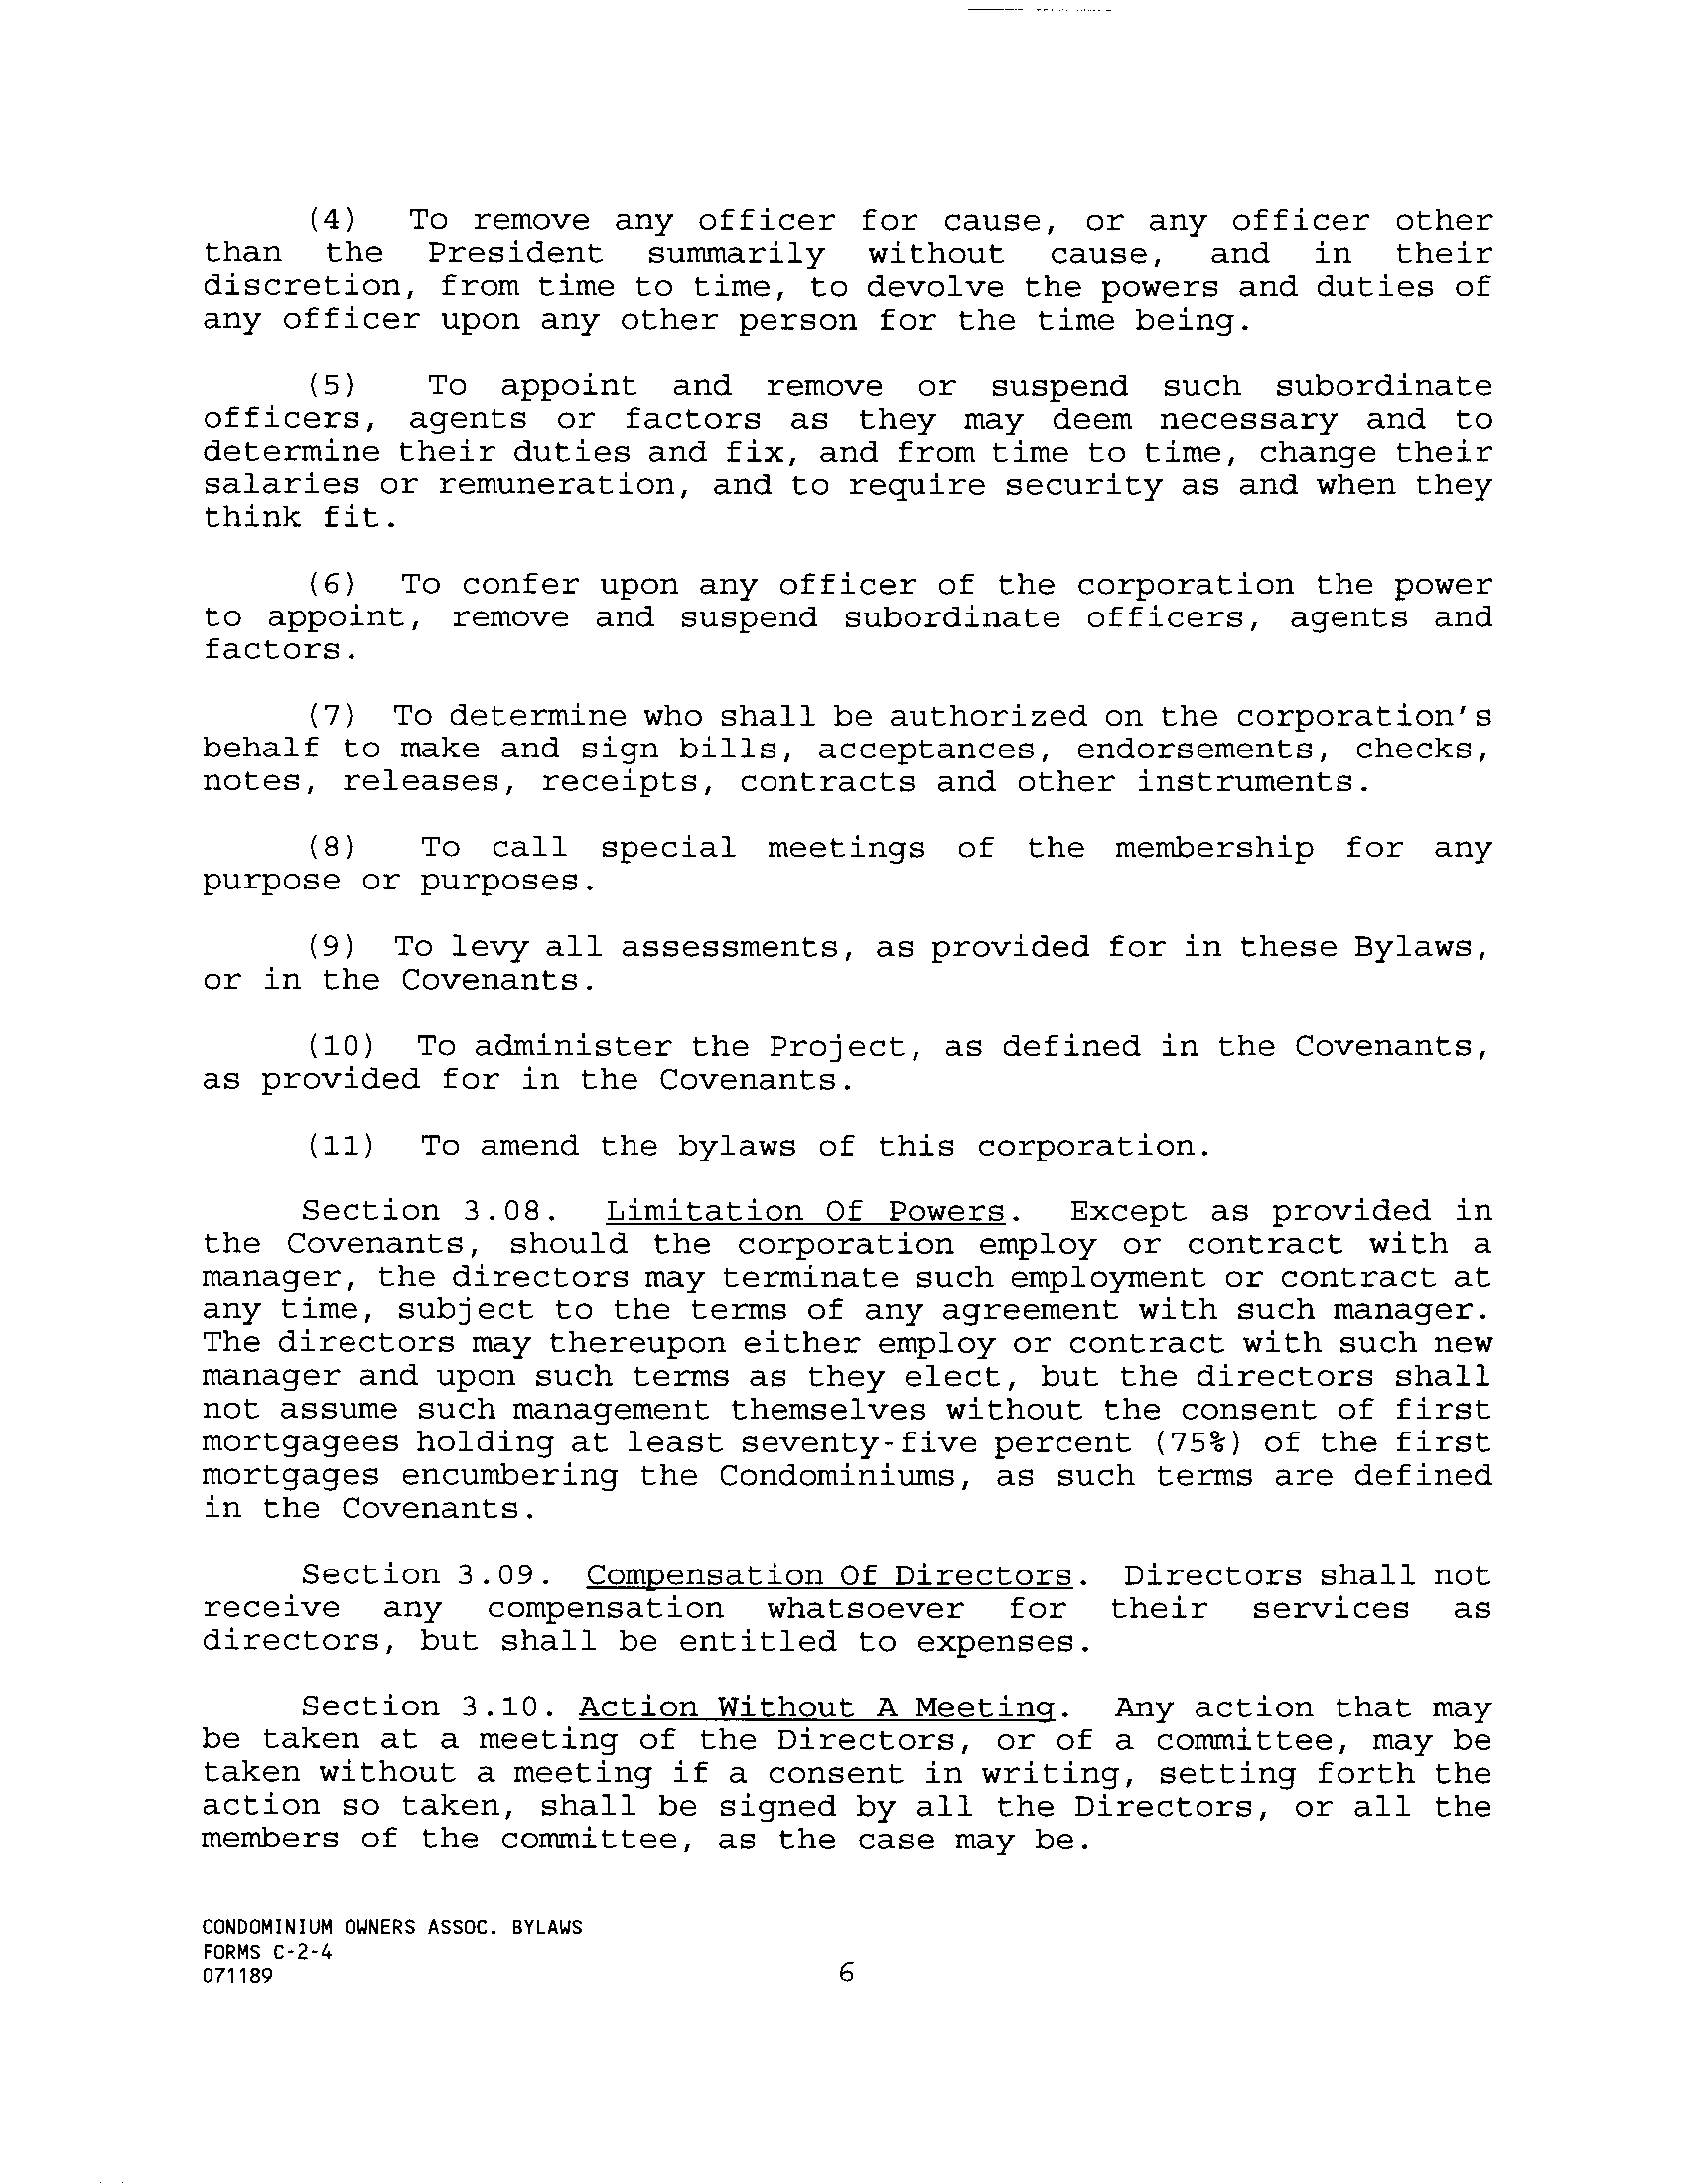 (4) To remove any officer for cause, or any officer other
than the President summarily without cause, and in their
discretion, from time to time, to devolve the powers and duties of
any officer upon any other person for the time being.
(5) To appoint and remove or suspend such subordinate
officers, agents or factors as they may deem necessary and to
determine their duties and fix, and from time to time, change their
salaries or remuneration, and to require security as and when they
think fit.
(6) To confer upon any officer of the corporation the power
to appoint, remove and suspend subordinate officers, agents and
factors.
(7) To determine who shall be authorized on the corporation's
behalf to make and sign bills, acceptances, endorsements, checks,
notes, releases, receipts, contracts and other instruments.
(8) To call special meetings of the membership for any
purpose or purposes.
(9) To levy all assessments, as provided for in these Bylaws,
or in the Covenants.
(10) To administer the Project, as defined in the Covenants,
as provided for in the Covenants.
(11) To amend the bylaws of this corporation.
Section 3.08. Limitation Of Powers. Except as provided in
the Covenants, should the corporation employ or contract with a
manager, the directors may terminate such employment or contract at
any time, subject to the terms of any agreement with such manager.
The directors may thereupon either employ or contract with such new
manager and upon such terms as they elect, but the directors shall
not assume such management themselves without the consent of first
mortgagees holding at least seventy-five percent (75%) of the first
mortgages encumbering the Condominiums, as such terms are defined
in the Covenants.
Section 3.09. Compensation Of Directors. Directors shall not
receive any compensation whatsoever for their services as
directors, but shall be entitled to expenses.
Section 3.10. Action Without A Meeting. Any action that may
be taken at a meeting of the Directors, or of a committee, may be
taken without a meeting if a consent in writing, setting forth the
action so taken, shall be signed by all the Directors, or all the
members of the committee, as the case may be.
CONDOMINIUM OWNERS ASSOC. BYLAWS
FORMS C-2-4
071189 6